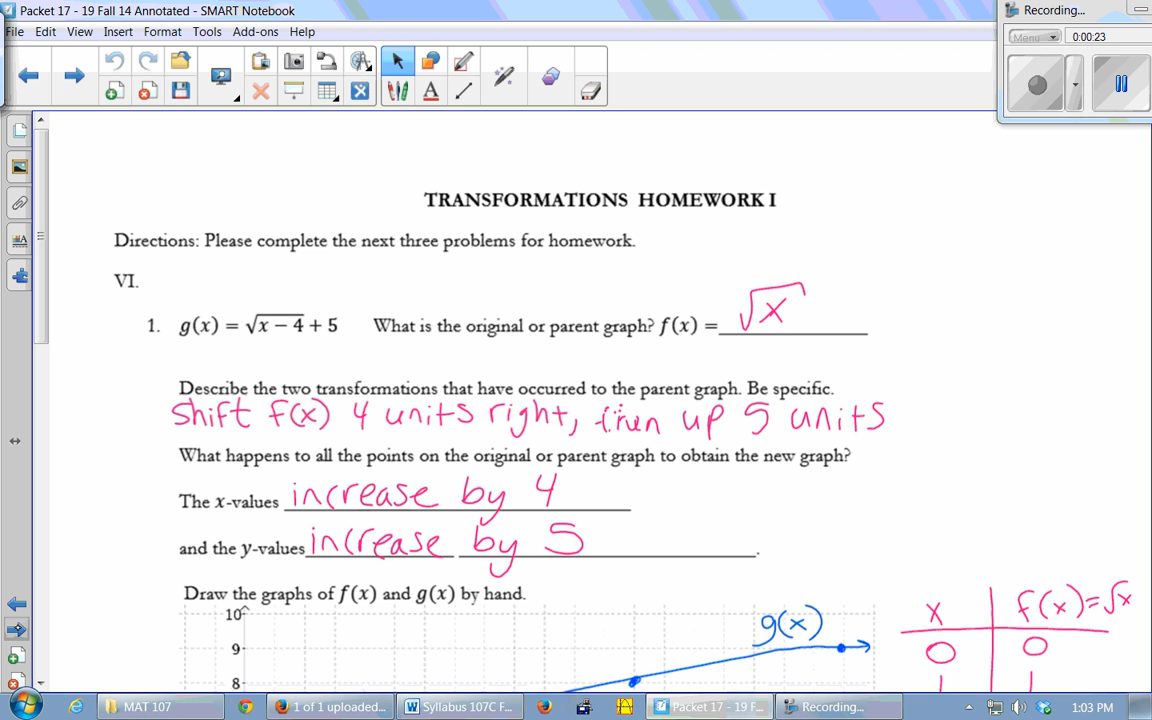 Packet 17 - 19 Fall 14 Annotated - SMART Notebook
Recording...
File Edit View Insert Format Tools Add-ons Help
Menu
0:00:23
TRANSFORMATIONS HOMEWORK I
Directions: Please complete the next three problems for homework.
VI.
1. g(x) = √(x − 4) + 5 What is the original or parent graph? f(x) = √x
Describe the two transformations that have occurred to the parent graph. Be specific.
Shift f(x) 4 units right, then up 5 units
What happens to all the points on the original or parent graph to obtain the new graph?
The x-values increase by 4
and the y-values increase by 5.
Draw the graphs of f(x) and g(x) by hand.
x f(x)=√x
10 g(x)
9 0 0
8 1 1
MAT 107
1 of 1 uploaded...
Syllabus 107C F...
Packet 17 - 19 F...
Recording...
1:03 PM